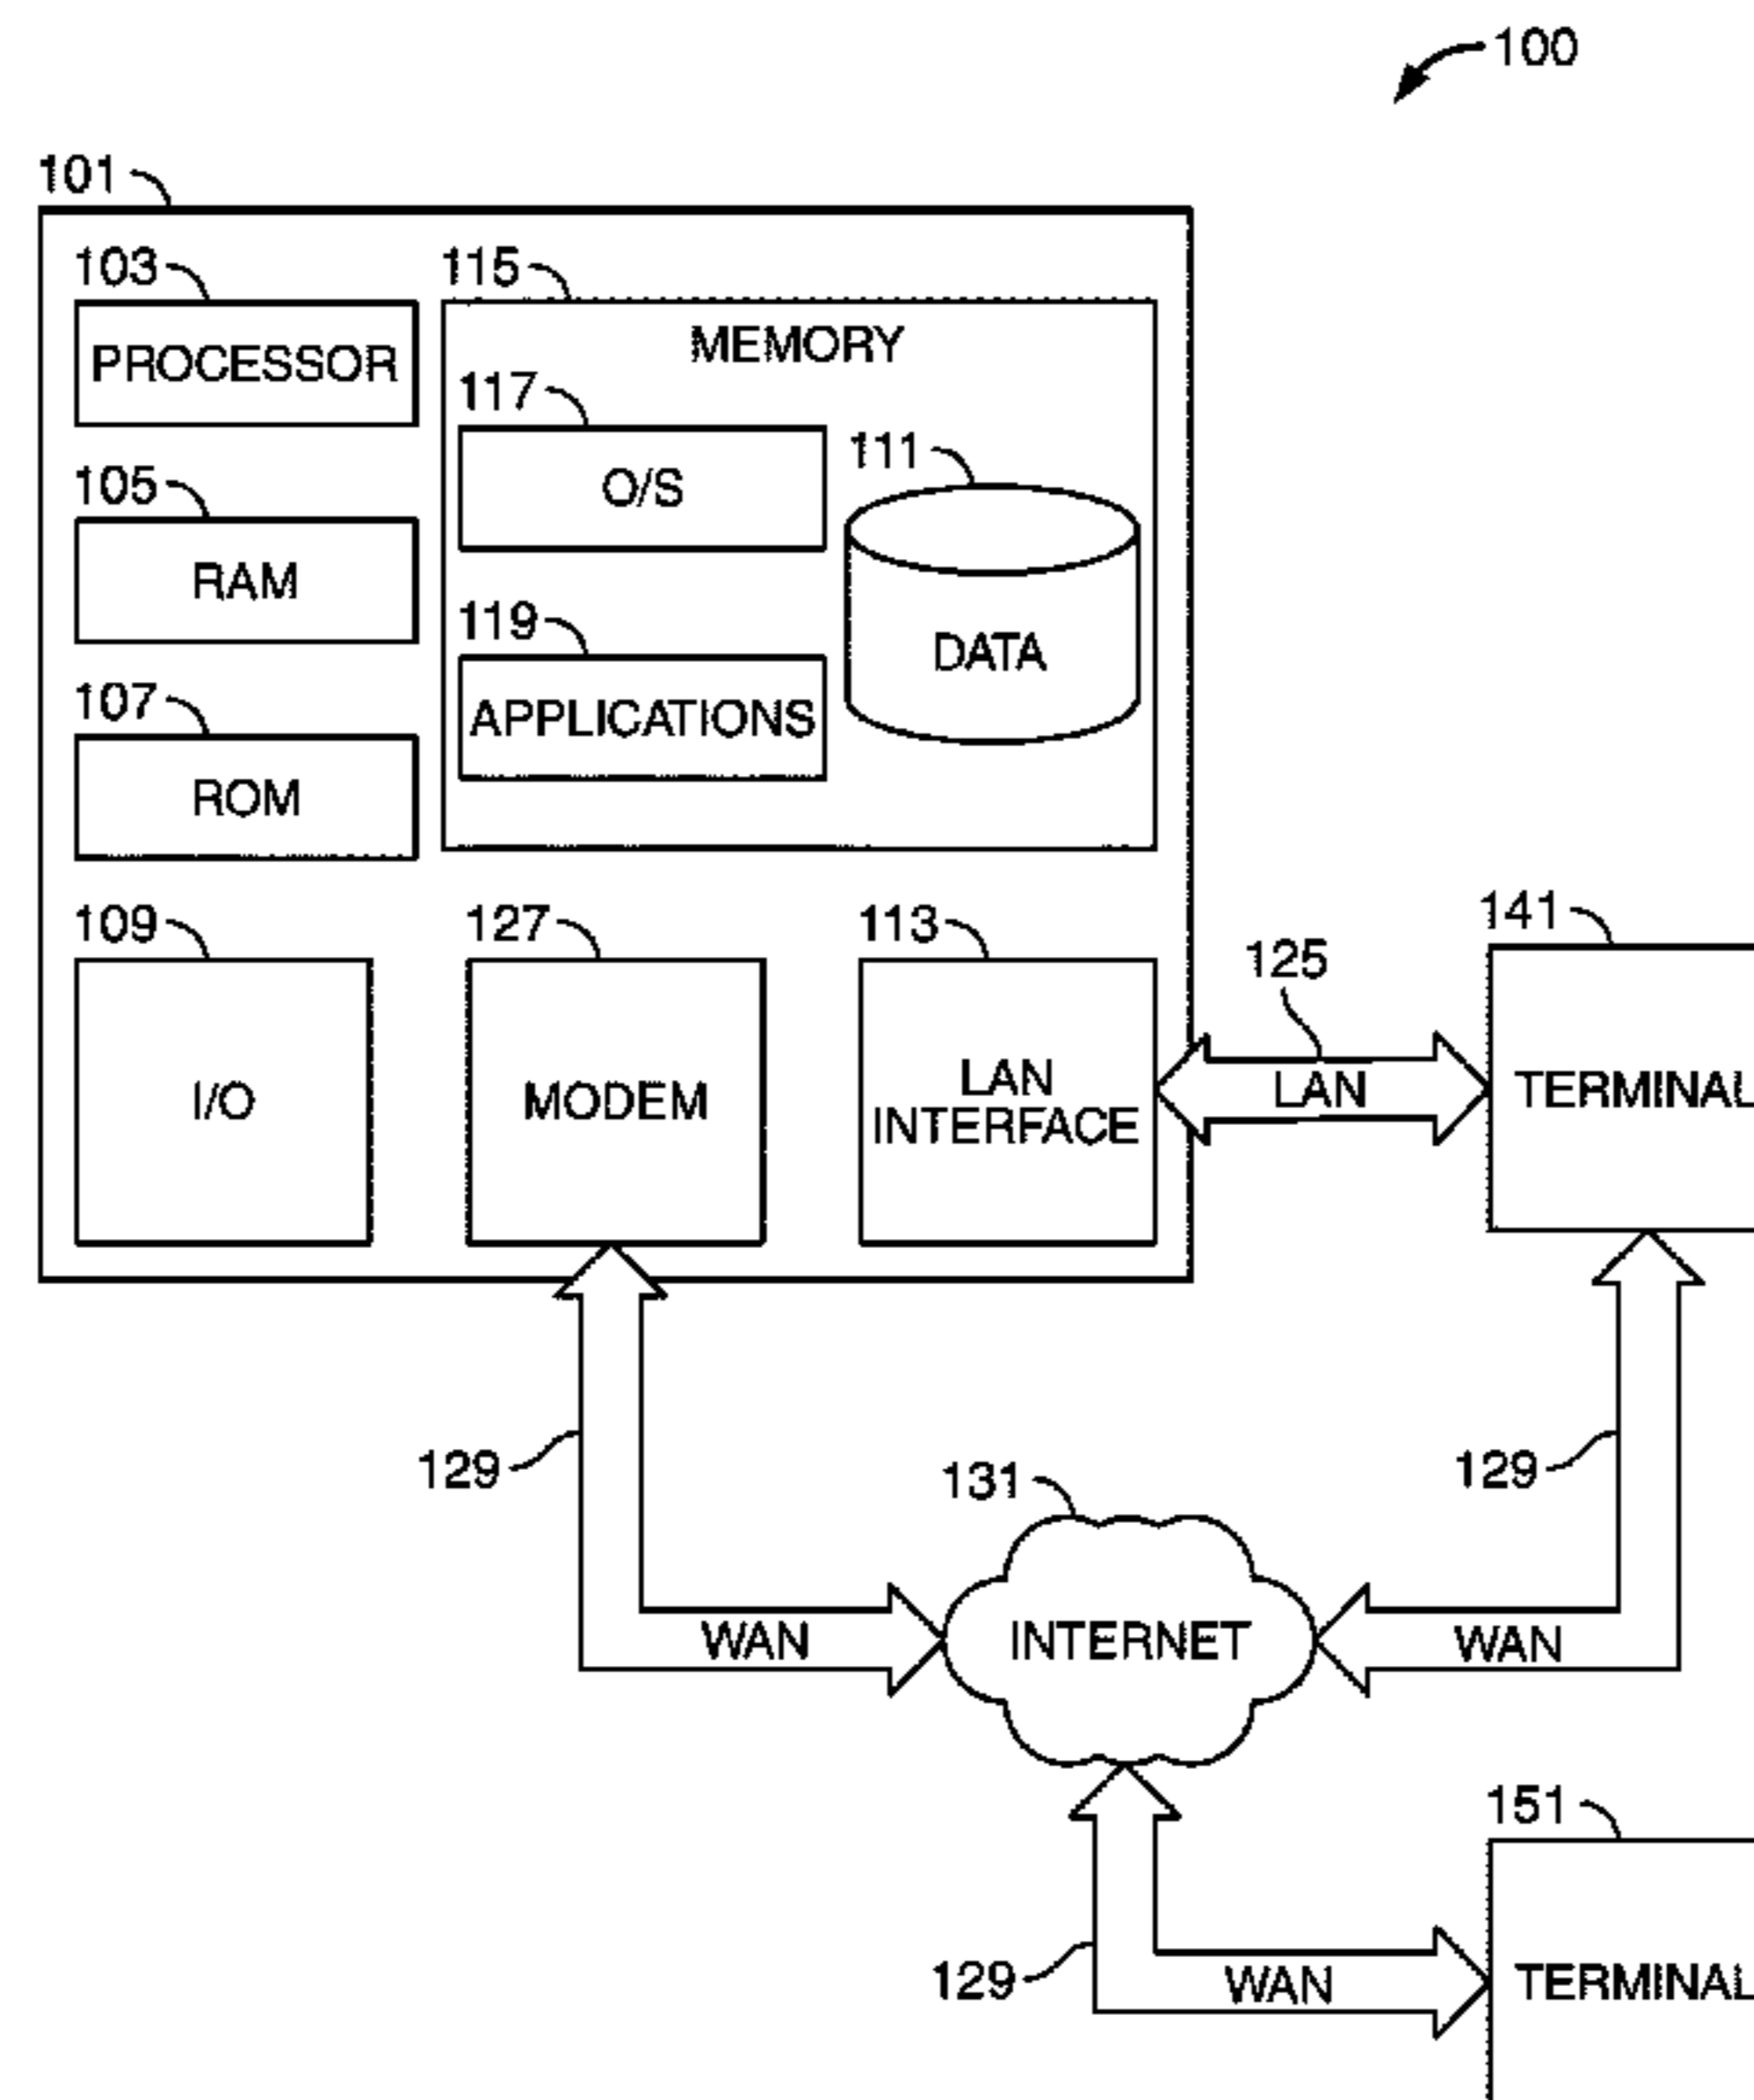 100
101
103
PROCESSOR
105
RAM
107
ROM
115
MEMORY
117
O/S
111
DATA
119
APPLICATIONS
109
I/O
127
MODEM
113
LAN
INTERFACE
125
LAN
141
TERMINAL
129
WAN
131
INTERNET
129
WAN
129
WAN
151
TERMINAL